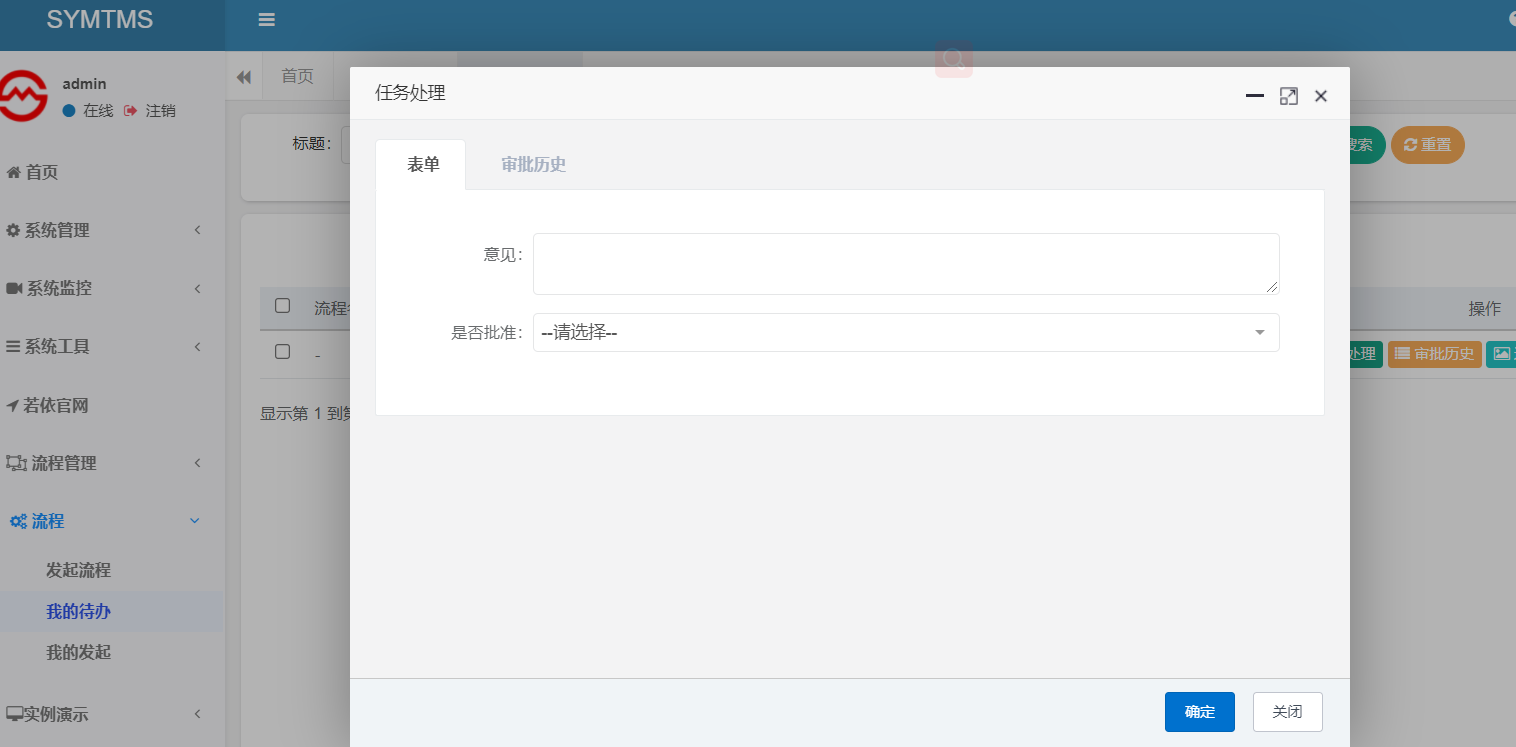 SYMTMS
admin
在线 注销
首页
系统管理
系统监控
系统工具
若依官网
流程管理
流程
发起流程
我的待办
我的发起
实例演示
首页
标题：
搜索 重置
流程
操作
-
处理 审批历史
显示第 1 到第
任务处理
表单 审批历史
意见：
是否批准： --请选择--
确定 关闭